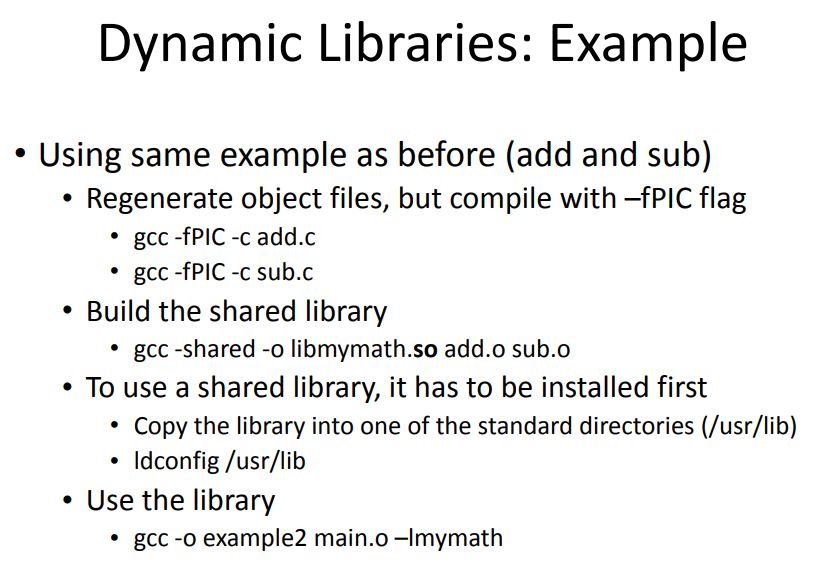 Dynamic Libraries: Example
• Using same example as before (add and sub)
• Regenerate object files, but compile with –fPIC flag
• gcc -fPIC -c add.c
• gcc -fPIC -c sub.c
• Build the shared library
• gcc -shared -o libmymath.so add.o sub.o
• To use a shared library, it has to be installed first
• Copy the library into one of the standard directories (/usr/lib)
• ldconfig /usr/lib
• Use the library
• gcc -o example2 main.o –lmymath